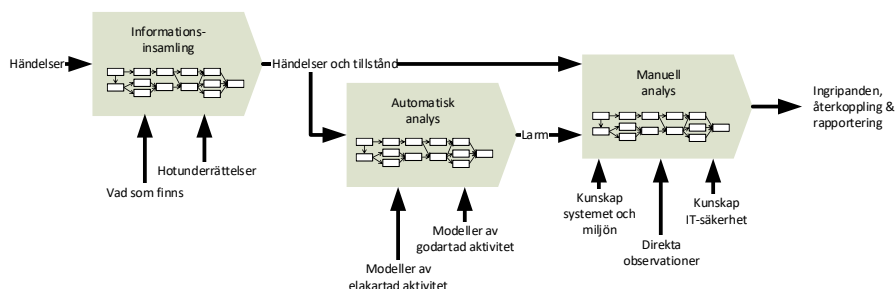 Informations-
insamling
Händelser
Händelser och tillstånd
Manuell
analys
Ingripanden,
återkoppling &
rapportering
Automatisk
analys
Larm
Hotunderrättelser
Vad som finns
Kunskap
systemet och
miljön
Kunskap
IT-säkerhet
Direkta
observationer
Modeller av
godartad aktivitet
Modeller av
elakartad aktivitet